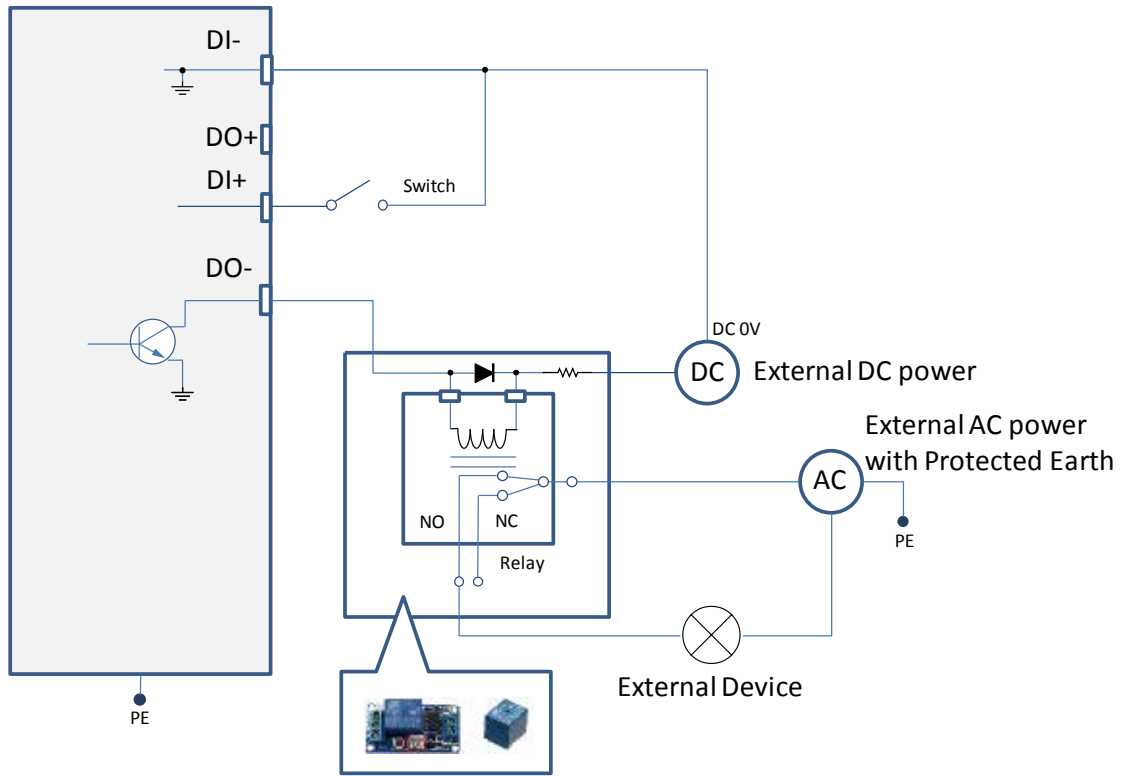 DI-
DO+
DI+
Switch
DO-
DC 0V
DC
External DC power
External AC power
with Protected Earth
AC
PE
NO
NC
Relay
External Device
PE